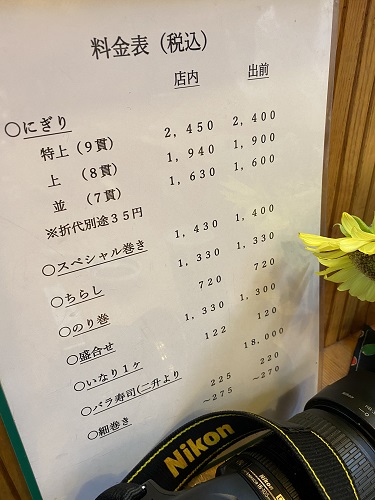 料金表（税込）
店内　出前
○にぎり
特上（９貫）　２，４５０　２，４００
上　（８貫）　１，９４０　１，９００
並　（７貫）　１，６３０　１，６００
※折代別途３５円
○スペシャル巻き　１，４３０　１，４００
○ちらし　１，３３０　１，３３０
○のり巻　７２０　７２０
○盛合せ　１，３３０　１，３００
○いなり１ヶ　１２２　１２０
○バラ寿司(二升より　１８，０００
○細巻き　２２５　２２０
～２７５　～２７０
Nikon